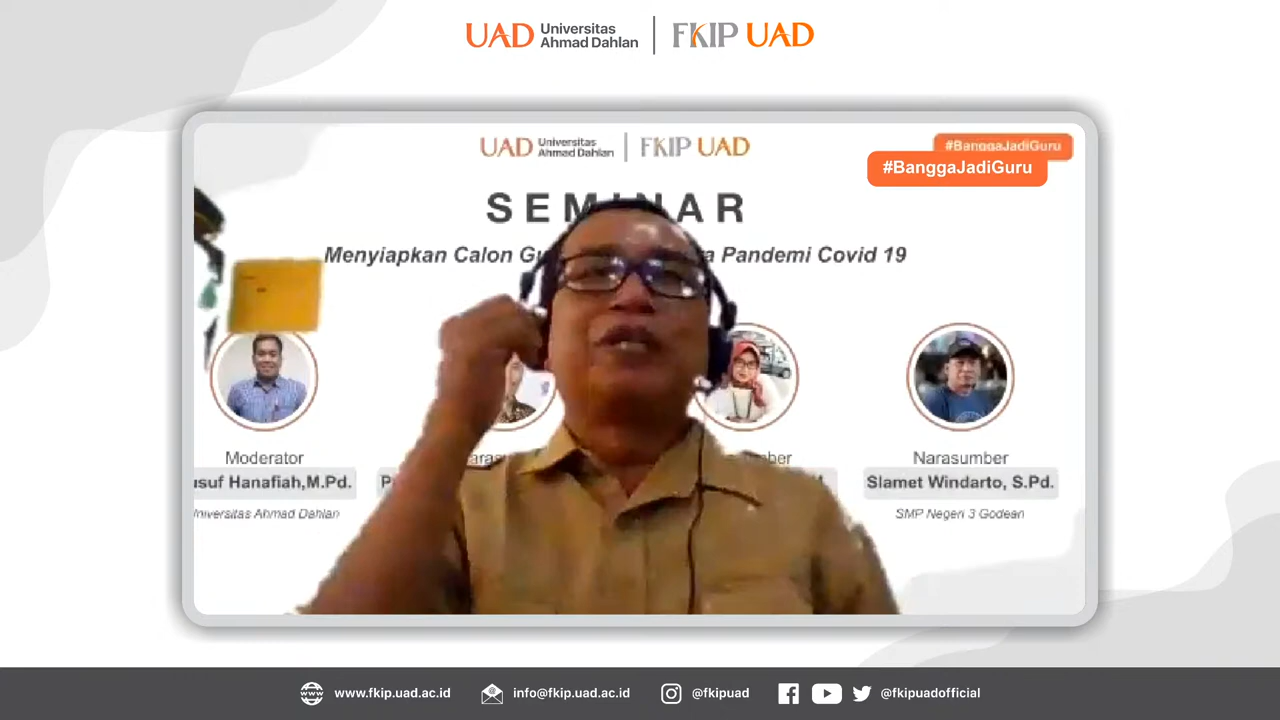 UAD Universitas Ahmad Dahlan | FKIP UAD
UAD Universitas Ahmad Dahlan | FKIP UAD
#BanggaJadiGuru
#BanggaJadiGuru
SEMINAR
Menyiapkan Calon Gu a Pandemi Covid 19
Moderator
Narasumber
usuf Hanafiah,M.Pd.
Slamet Windarto, S.Pd.
Universitas Ahmad Dahlan
SMP Negeri 3 Godean
www.fkip.uad.ac.id
info@fkip.uad.ac.id
@fkipuad
@fkipuadofficial